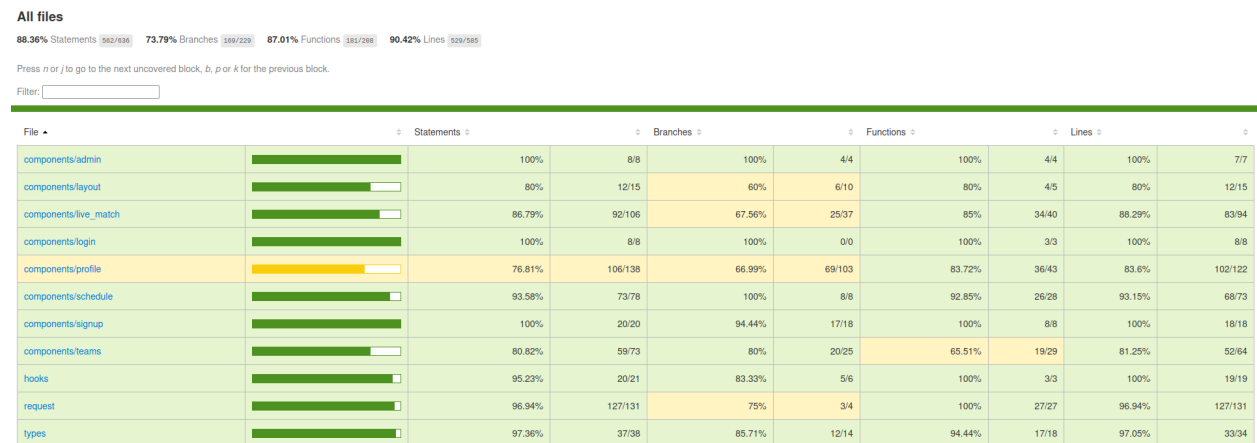 All files
88.36% Statements 562/636 73.79% Branches 169/229 87.01% Functions 181/208 90.42% Lines 529/585
Press n or j to go to the next uncovered block, b, p or k for the previous block.
Filter:
File Statements Branches Functions Lines
components/admin 100% 8/8 100% 4/4 100% 4/4 100% 7/7
components/layout 80% 12/15 60% 6/10 80% 4/5 80% 12/15
components/live_match 86.79% 92/106 67.56% 25/37 85% 34/40 88.29% 83/94
components/login 100% 8/8 100% 0/0 100% 3/3 100% 8/8
components/profile 76.81% 106/138 66.99% 69/103 83.72% 36/43 83.6% 102/122
components/schedule 93.58% 73/78 100% 8/8 92.85% 26/28 93.15% 68/73
components/signup 100% 20/20 94.44% 17/18 100% 8/8 100% 18/18
components/teams 80.82% 59/73 80% 20/25 65.51% 19/29 81.25% 52/64
hooks 95.23% 20/21 83.33% 5/6 100% 3/3 100% 19/19
request 96.94% 127/131 75% 3/4 100% 27/27 96.94% 127/131
types 97.36% 37/38 85.71% 12/14 94.44% 17/18 97.05% 33/34